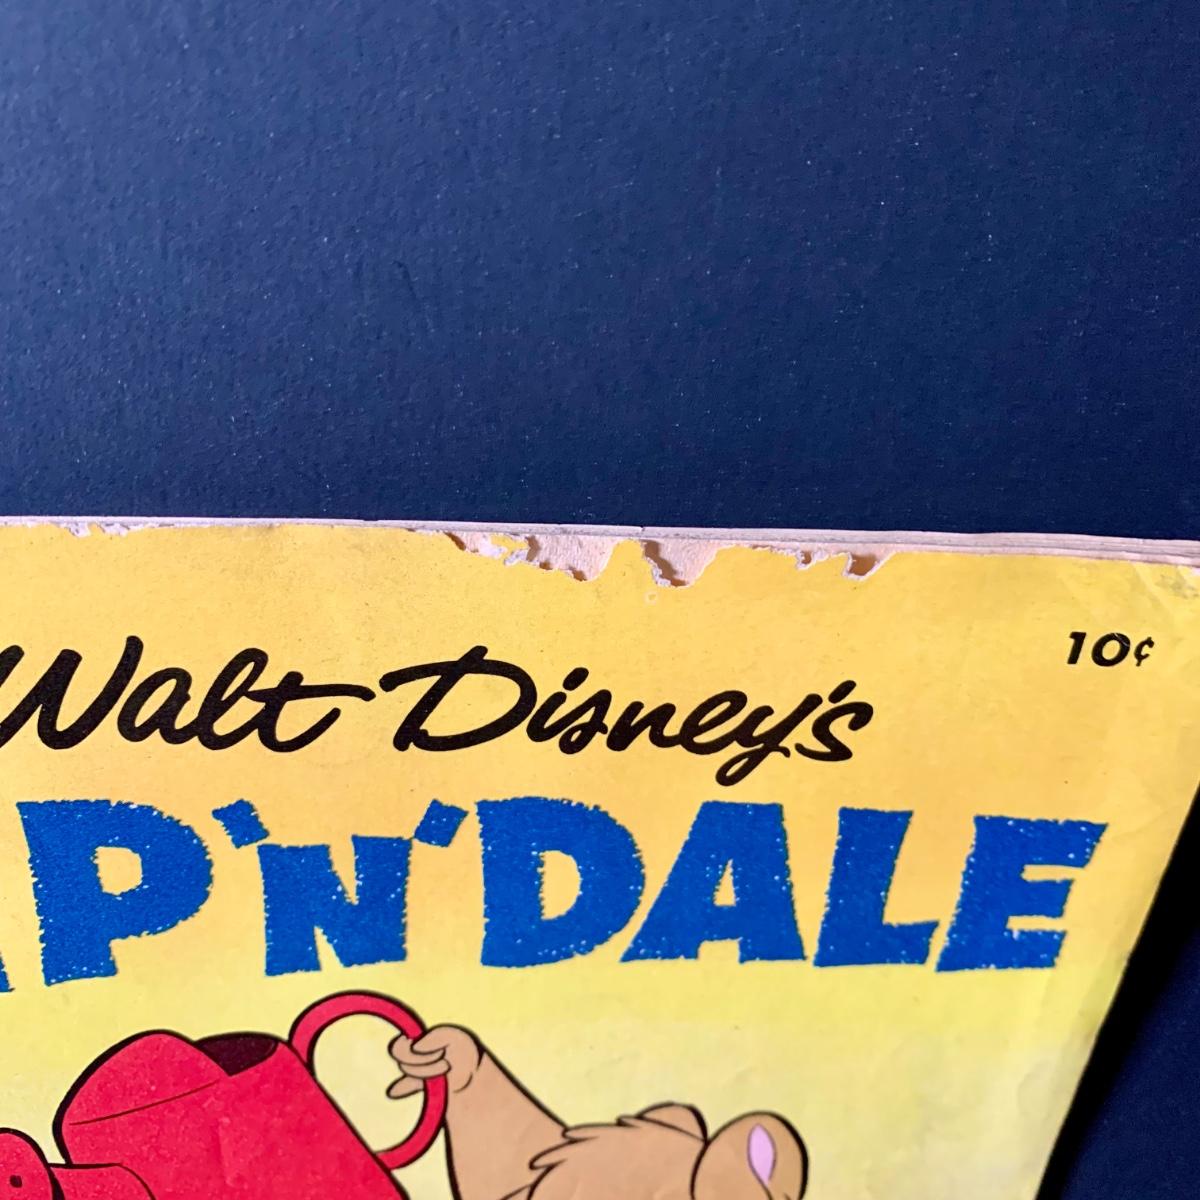 10¢
Walt Disney's
P 'N' DALE